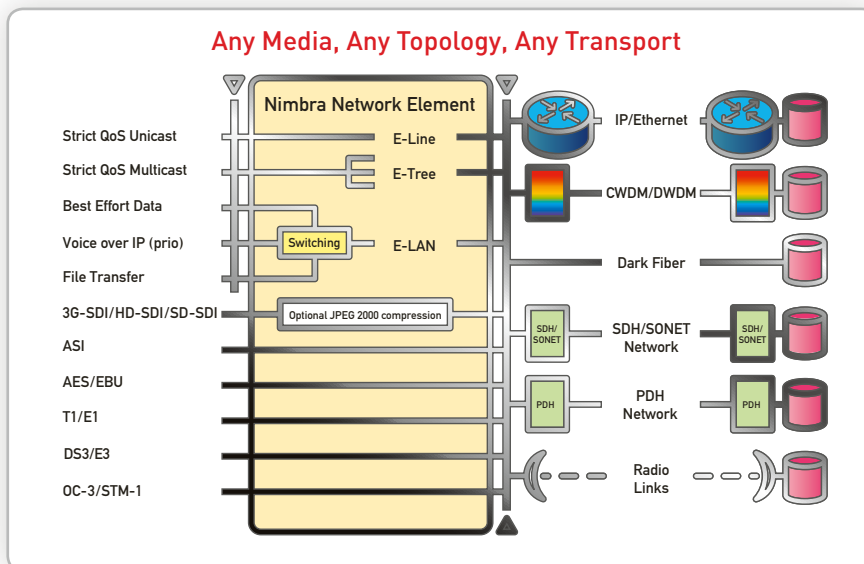 Any Media, Any Topology, Any Transport
Nimbra Network Element
Strict QoS Unicast
E-Line
Strict QoS Multicast
E-Tree
Best Effort Data
Voice over IP (prio)
Switching
E-LAN
File Transfer
3G-SDI/HD-SDI/SD-SDI
Optional JPEG 2000 compression
ASI
AES/EBU
T1/E1
DS3/E3
OC-3/STM-1
IP/Ethernet
CWDM/DWDM
Dark Fiber
SDH/
SONET
SDH/SONET
Network
SDH/
SONET
PDH
PDH
Network
PDH
Radio
Links